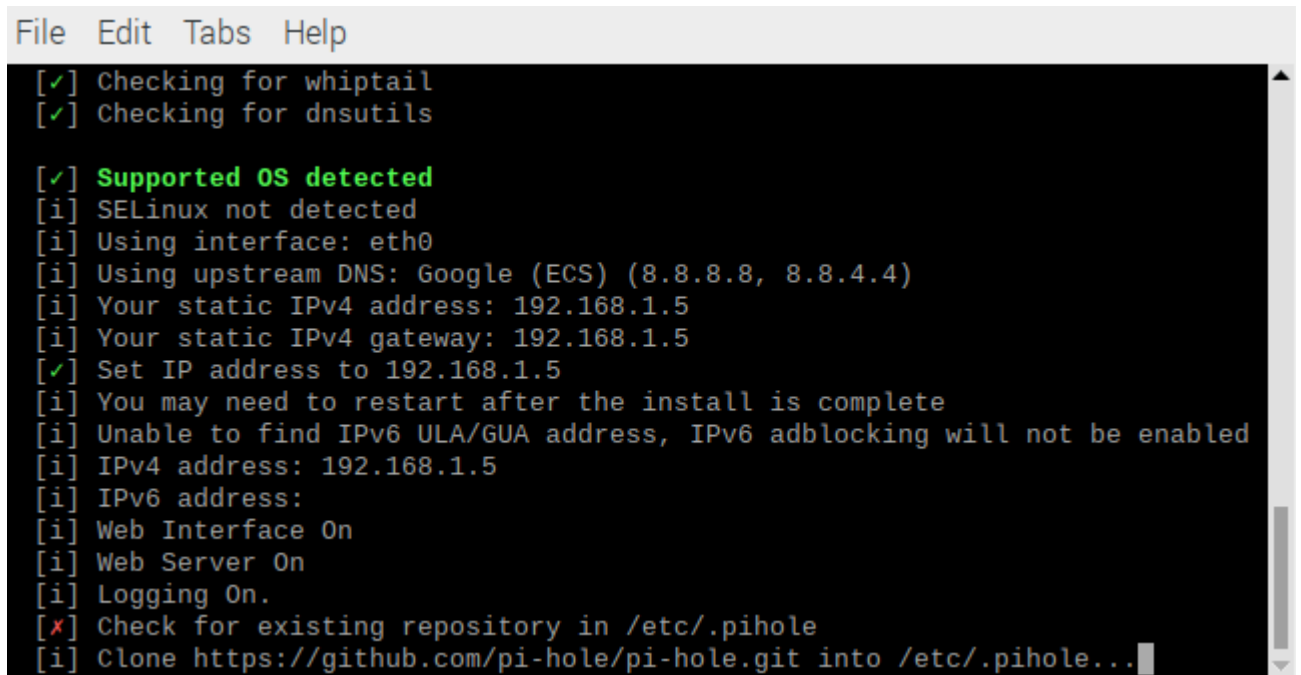 File Edit Tabs Help
[✓] Checking for whiptail
[✓] Checking for dnsutils
[✓] Supported OS detected
[i] SELinux not detected
[i] Using interface: eth0
[i] Using upstream DNS: Google (ECS) (8.8.8.8, 8.8.4.4)
[i] Your static IPv4 address: 192.168.1.5
[i] Your static IPv4 gateway: 192.168.1.5
[✓] Set IP address to 192.168.1.5
[i] You may need to restart after the install is complete
[i] Unable to find IPv6 ULA/GUA address, IPv6 adblocking will not be enabled
[i] IPv4 address: 192.168.1.5
[i] IPv6 address:
[i] Web Interface On
[i] Web Server On
[i] Logging On.
[✗] Check for existing repository in /etc/.pihole
[i] Clone https://github.com/pi-hole/pi-hole.git into /etc/.pihole...